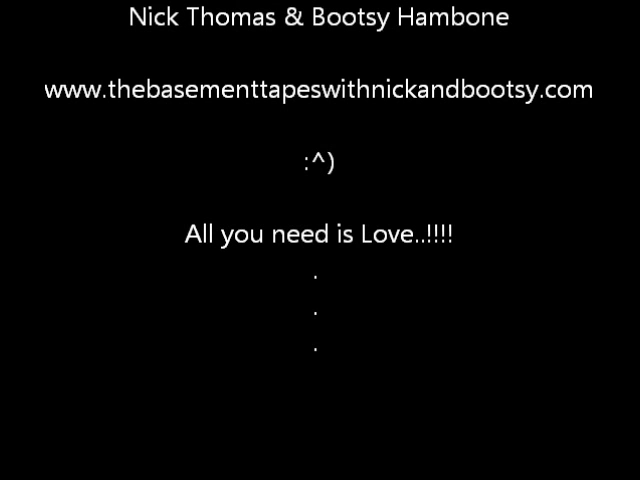 Nick Thomas & Bootsy Hambone
www.thebasementtapeswithnickandbootsy.com
:^)
All you need is Love..!!!!
.
.
.